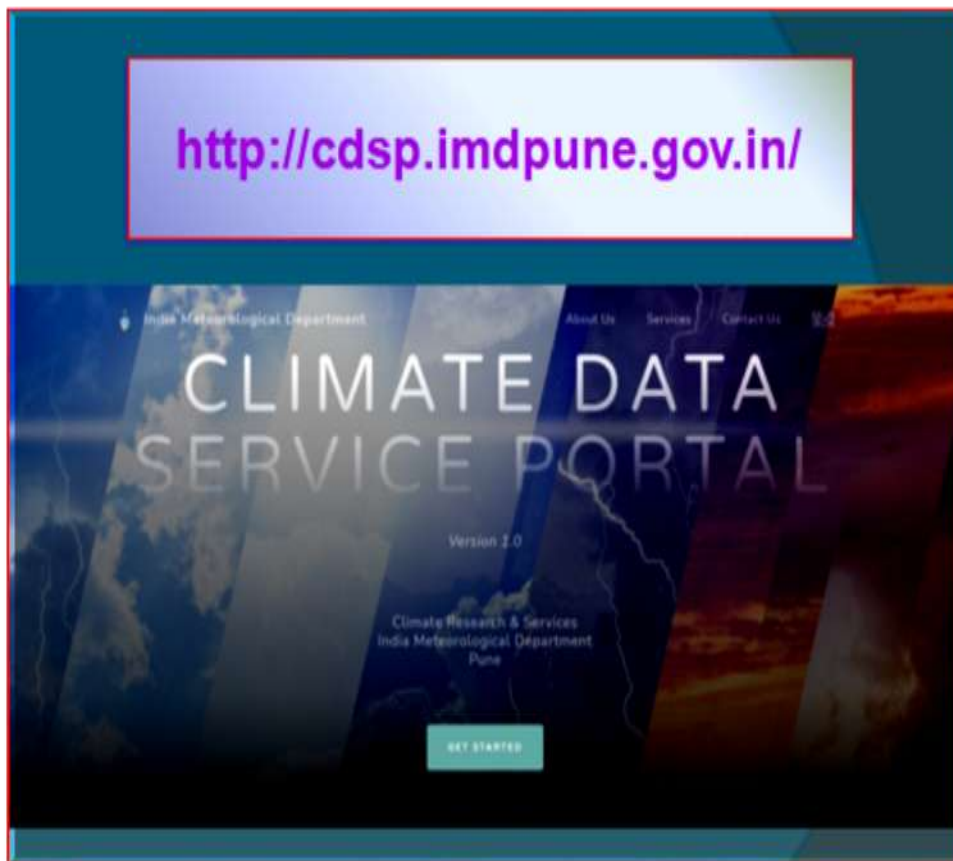 http://cdsp.imdpune.gov.in/
India Meteorological Department
About Us Services Contact Us
CLIMATE DATA
SERVICE PORTAL
Version 1.0
Climate Research & Services
India Meteorological Department
Pune
GET STARTED